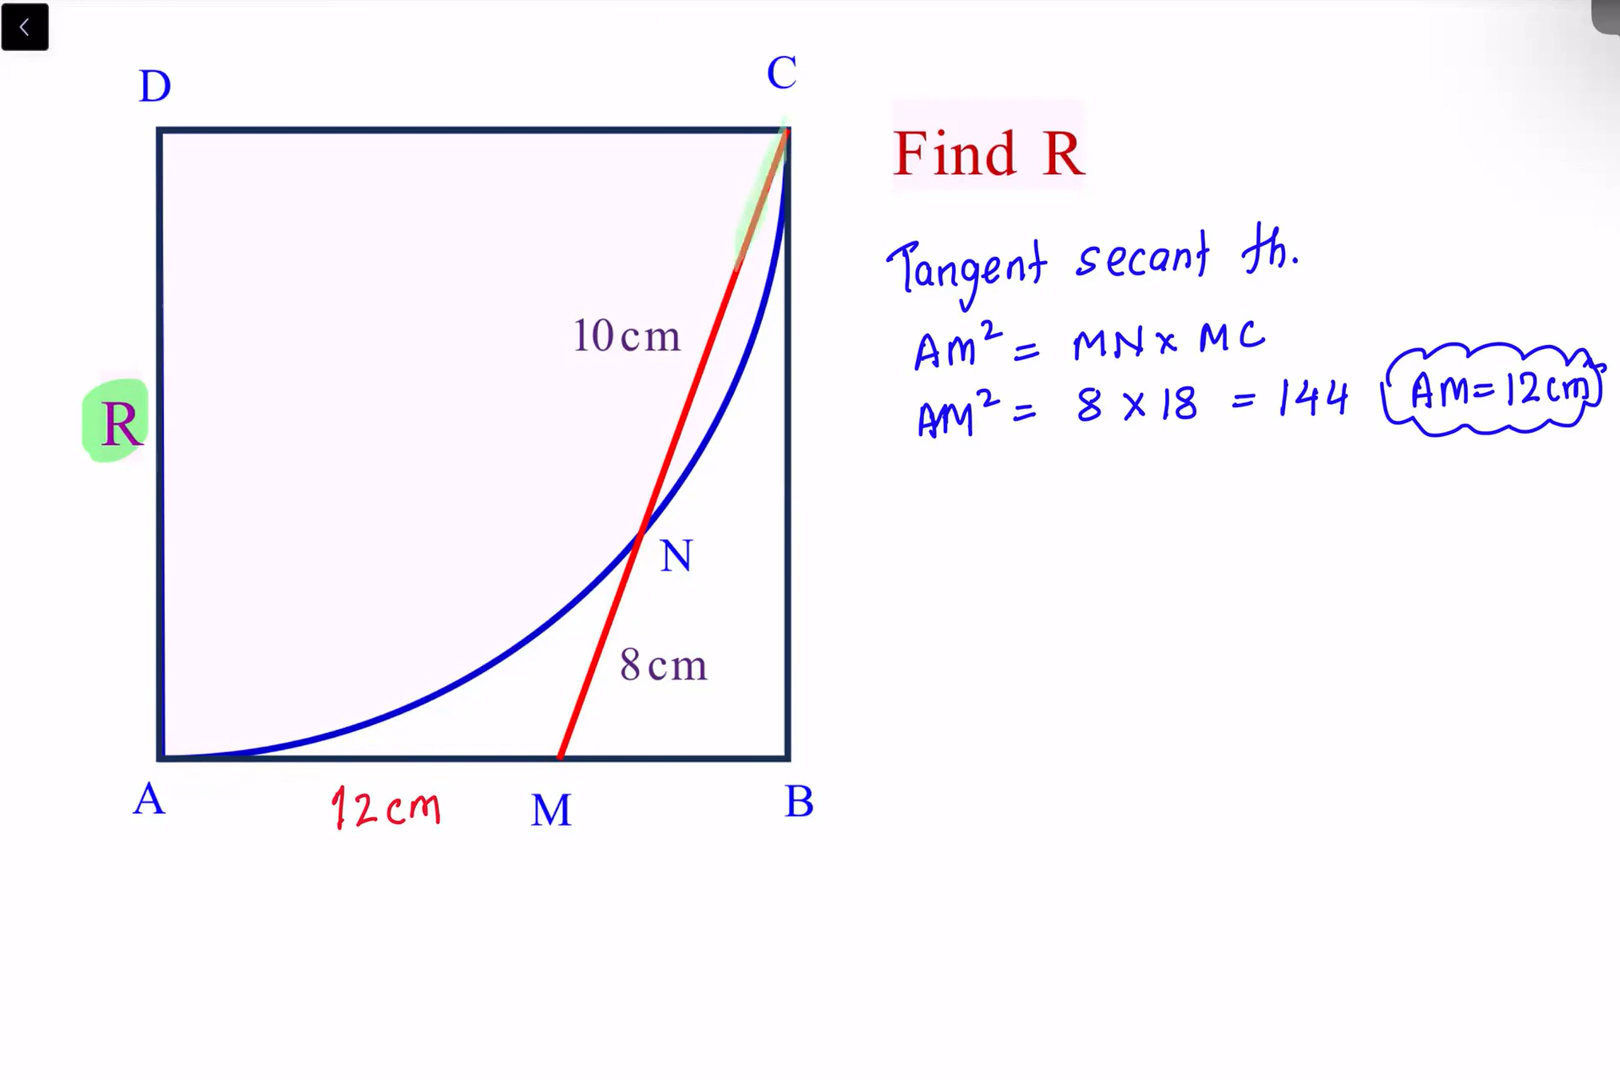 D
C
Find R
Tangent secant th.
10cm
Am² = MN x MC
R
AM² = 8 x 18 = 144 AM = 12cm
N
8cm
A
12cm
M
B